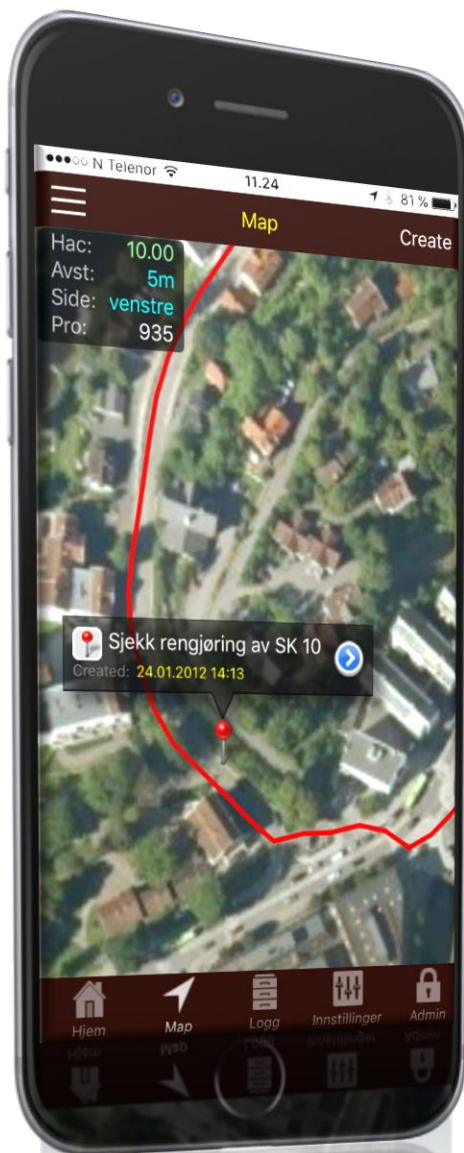 N Telenor 11.24 81 %
Map
Create
Hac: 10.00
Avst: 5m
Side: venstre
Pro: 935
Sjekk rengjøring av SK 10
Created: 24.01.2012 14:13
Hjem Map Logg Innstillinger Admin